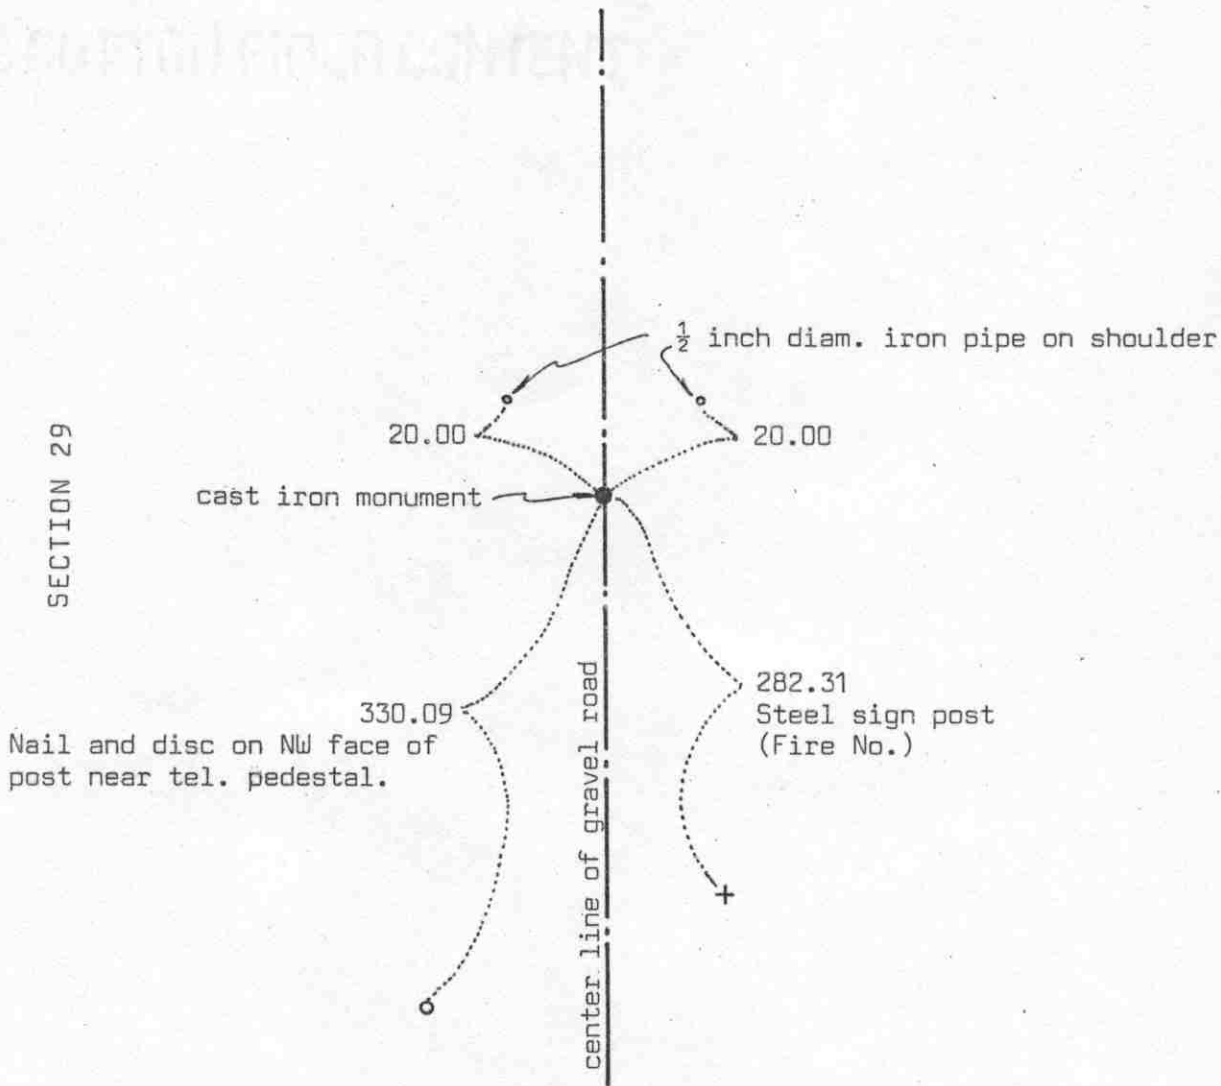 ½ inch diam. iron pipe on shoulder
20.00
20.00
SECTION 29
cast iron monument
330.09
Nail and disc on NW face of
post near tel. pedestal.
282.31
Steel sign post
(Fire No.)
center line of gravel road